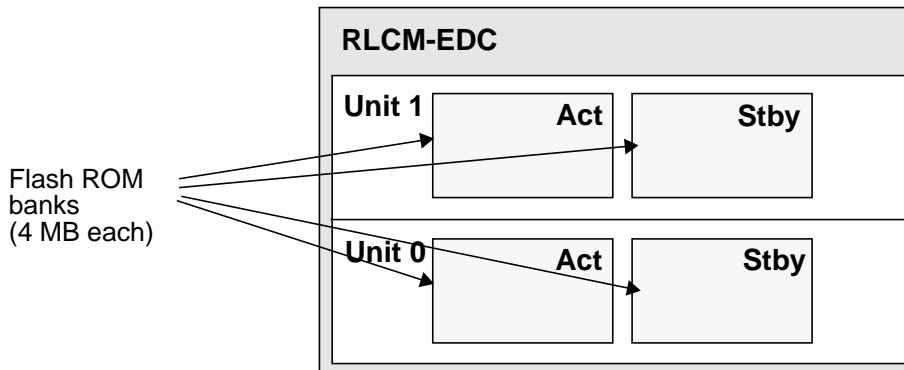 RLCM-EDC
Unit 1
Act
Stby
Flash ROM
banks
(4 MB each)
Unit 0
Act
Stby